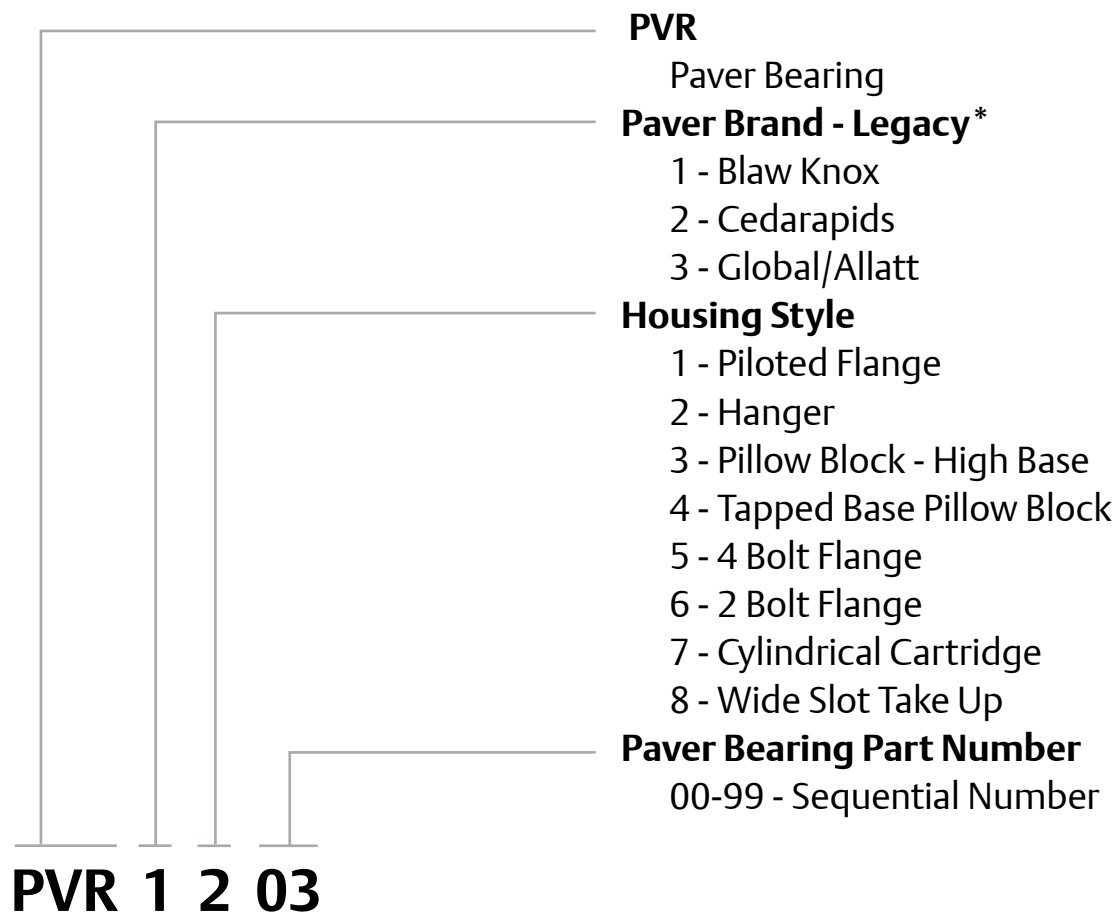 PVR
Paver Bearing
Paver Brand - Legacy*
1 - Blaw Knox
2 - Cedarapids
3 - Global/Allatt
Housing Style
1 - Piloted Flange
2 - Hanger
3 - Pillow Block - High Base
4 - Tapped Base Pillow Block
5 - 4 Bolt Flange
6 - 2 Bolt Flange
7 - Cylindrical Cartridge
8 - Wide Slot Take Up
Paver Bearing Part Number
00-99 - Sequential Number
PVR 1 2 03